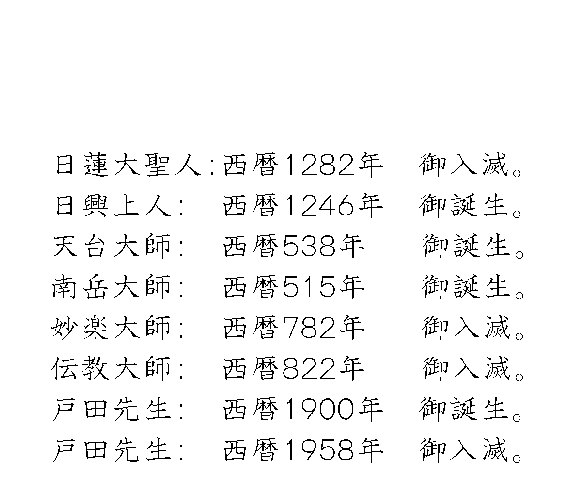 日蓮大聖人:西暦1282年　御入滅。
日興上人:　西暦1246年　御誕生。
天台大師:　西暦538年　　御誕生。
南岳大師:　西暦515年　　御誕生。
妙楽大師:　西暦782年　　御入滅。
伝教大師:　西暦822年　　御入滅。
戸田先生:　西暦1900年　御誕生。
戸田先生:　西暦1958年　御入滅。